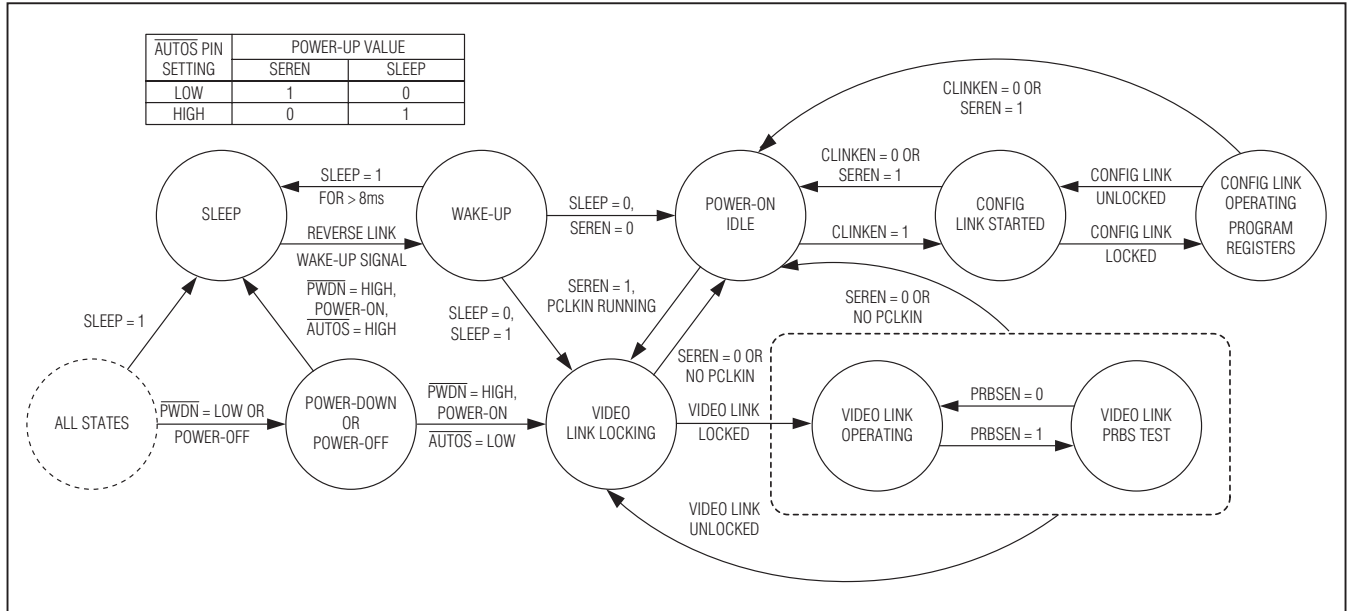 AUTOS PIN
SETTING
POWER-UP VALUE
SEREN
SLEEP
LOW
1
0
HIGH
0
1
CLINKEN = 0 OR
SEREN = 1
SLEEP
SLEEP = 1
FOR > 8ms
REVERSE LINK
WAKE-UP SIGNAL
WAKE-UP
SLEEP = 0,
SEREN = 0
POWER-ON
IDLE
CLINKEN = 0 OR
SEREN = 1
CLINKEN = 1
CONFIG
LINK STARTED
CONFIG LINK
UNLOCKED
CONFIG LINK
LOCKED
CONFIG LINK
OPERATING
PROGRAM
REGISTERS
SLEEP = 1
PWDN = HIGH,
POWER-ON,
AUTOS = HIGH
SLEEP = 0,
SLEEP = 1
SEREN = 1,
PCLKIN RUNNING
SEREN = 0 OR
NO PCLKIN
SEREN = 0 OR
NO PCLKIN
ALL STATES
PWDN = LOW OR
POWER-OFF
POWER-DOWN
OR
POWER-OFF
PWDN = HIGH,
POWER-ON
AUTOS = LOW
VIDEO
LINK LOCKING
VIDEO LINK
LOCKED
VIDEO LINK
OPERATING
PRBSEN = 0
PRBSEN = 1
VIDEO LINK
PRBS TEST
VIDEO LINK
UNLOCKED